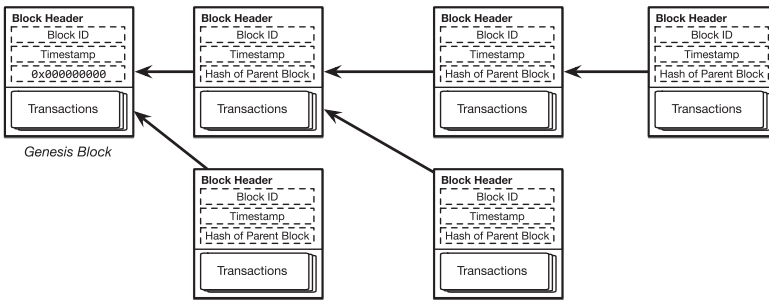 Block Header
Block ID
Timestamp
0x000000000
Transactions
Genesis Block
Block Header
Block ID
Timestamp
Hash of Parent Block
Transactions
Block Header
Block ID
Timestamp
Hash of Parent Block
Transactions
Block Header
Block ID
Timestamp
Hash of Parent Block
Transactions
Block Header
Block ID
Timestamp
Hash of Parent Block
Transactions
Block Header
Block ID
Timestamp
Hash of Parent Block
Transactions